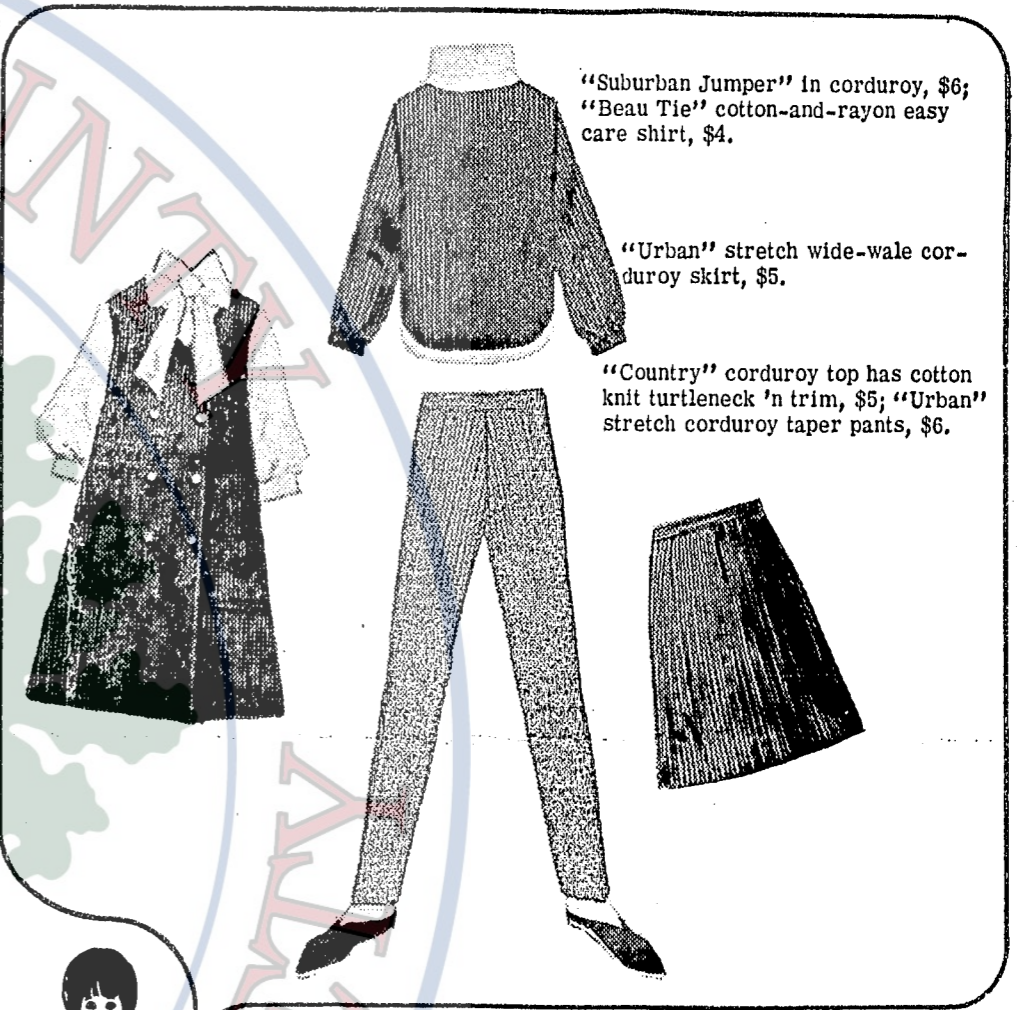 “Suburban Jumper” in corduroy, $6;
“Beau Tie” cotton-and-rayon easy
care shirt, $4.
“Urban” stretch wide-wale cor-
duroy skirt, $5.
“Country” corduroy top has cotton
knit turtleneck ’n trim, $5; “Urban”
stretch corduroy taper pants, $6.